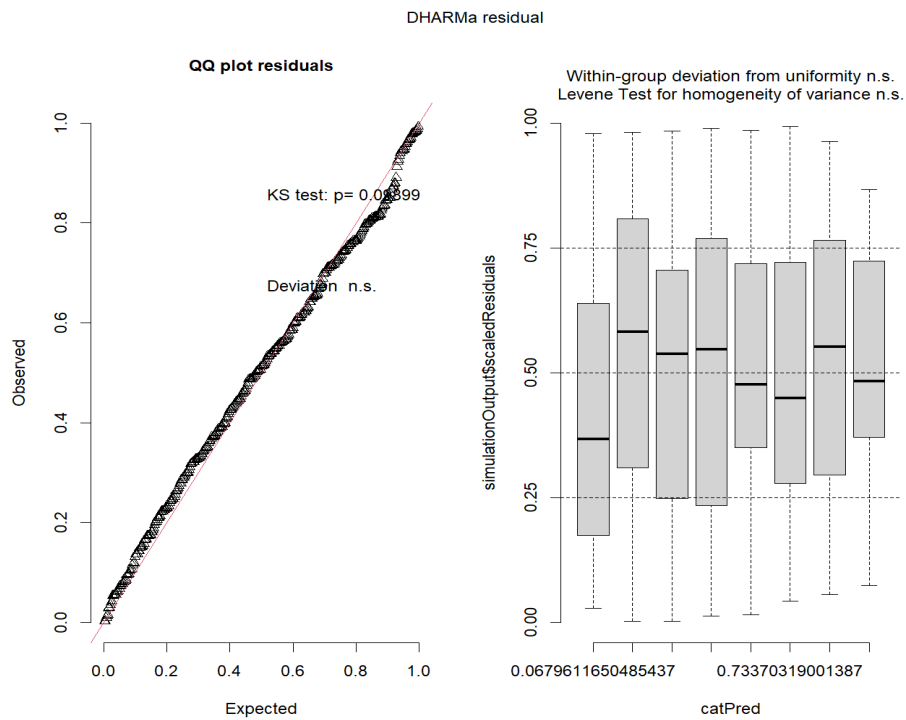 DHARMa residual
QQ plot residuals
Observed
1.0
0.8
0.6
0.4
0.2
0.0
KS test: p=
Deviation n.s.
0.0 0.2 0.4 0.6 0.8 1.0
Expected
Within-group deviation from uniformity n.s.
Levene Test for homogeneity of variance n.s.
simulationOutput$scaledResiduals
1.00
0.75
0.50
0.25
0.00
0.0679611650485437 0.73370319001387
catPred